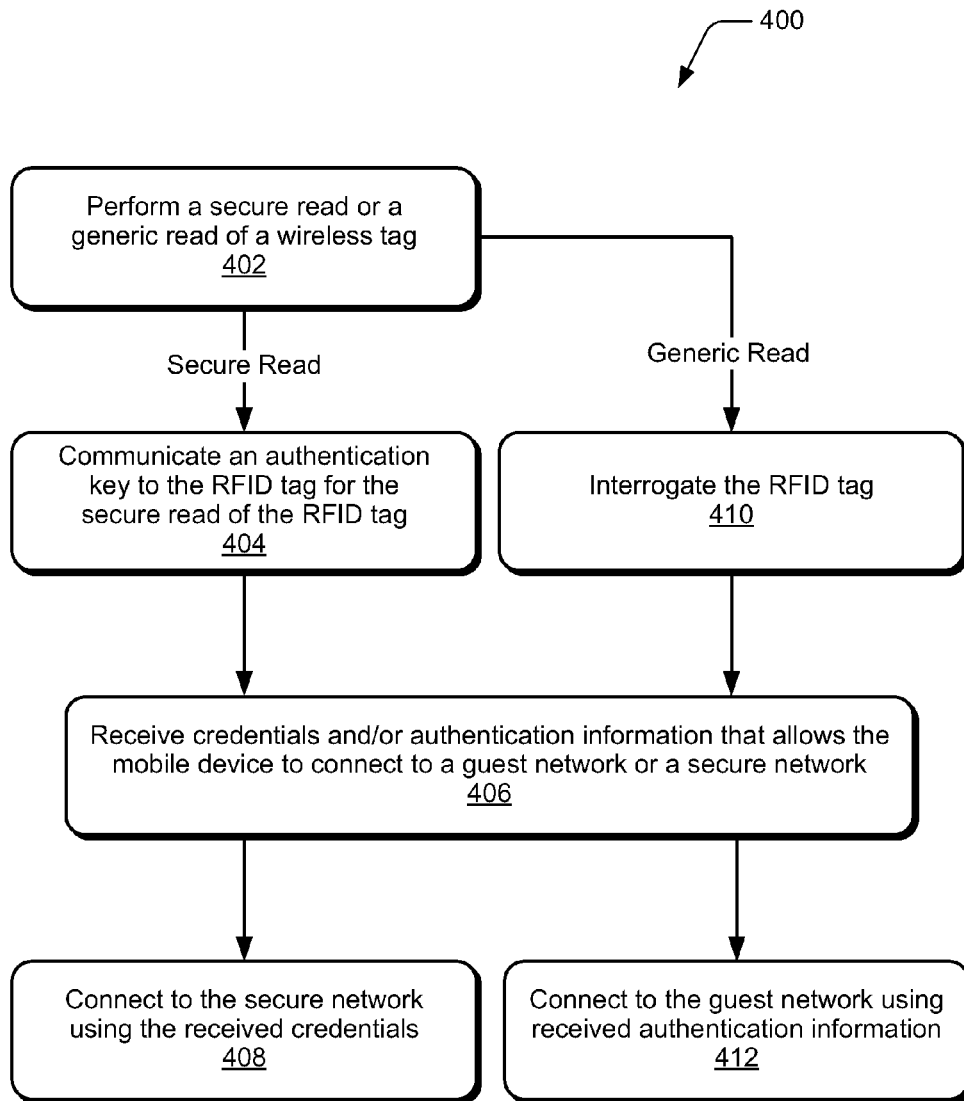 400
Perform a secure read or a
generic read of a wireless tag
402
Secure Read
Generic Read
Communicate an authentication
key to the RFID tag for the
secure read of the RFID tag
404
Interrogate the RFID tag
410
Receive credentials and/or authentication information that allows the
mobile device to connect to a guest network or a secure network
406
Connect to the secure network
using the received credentials
408
Connect to the guest network using
received authentication information
412